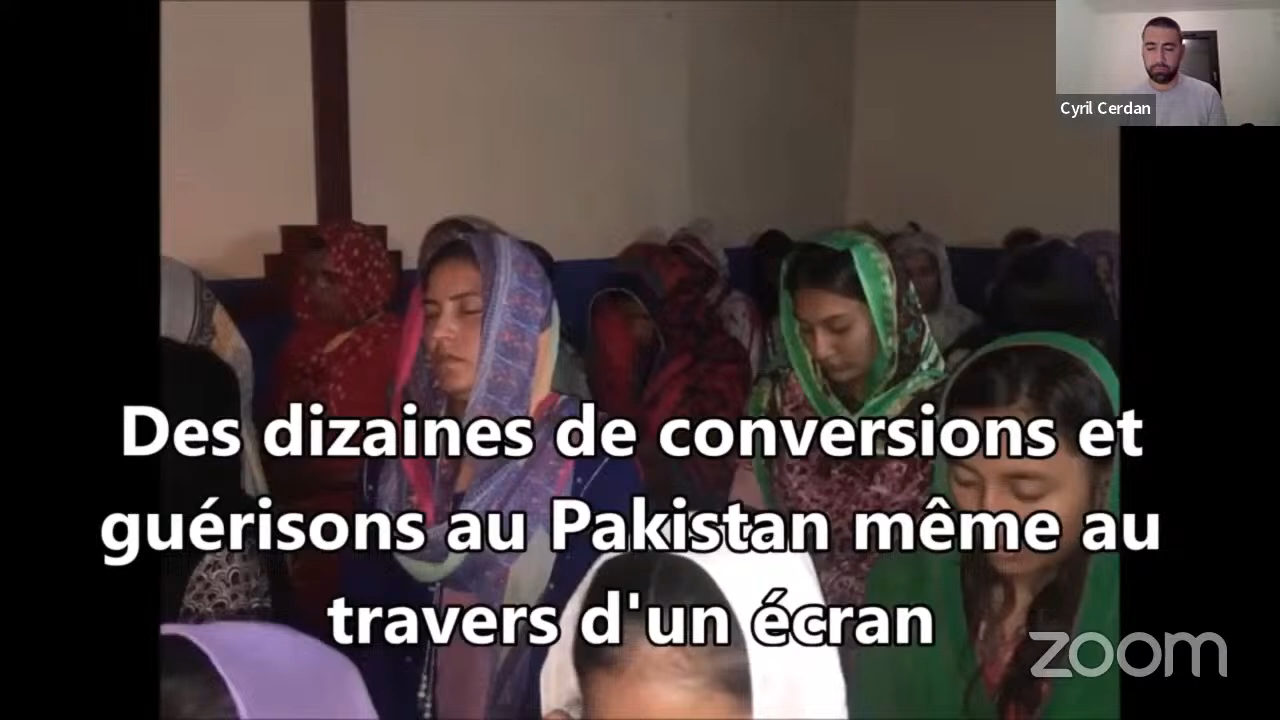 Cyril Cerdan
Des dizaines de conversions et
guérisons au Pakistan même au
travers d'un écran
zoom